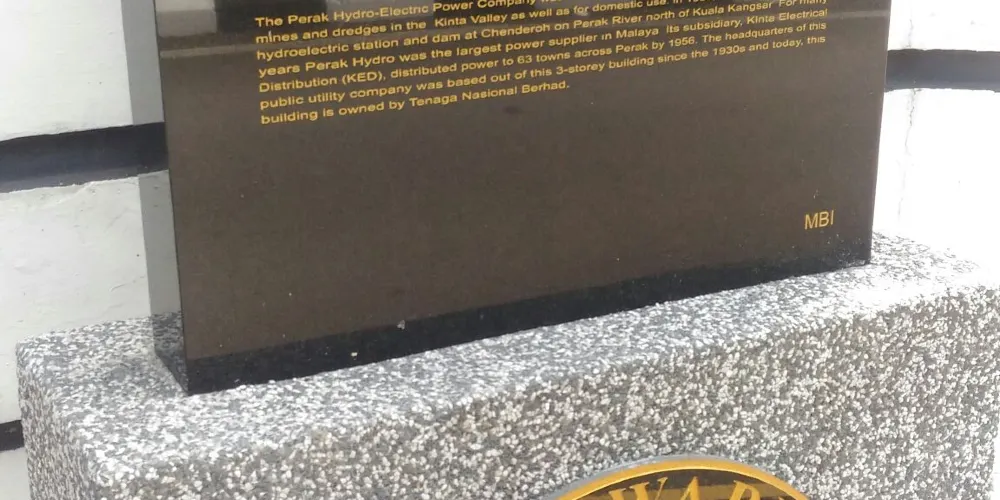 The Perak Hydro-Electric Power Company
mines and dredges in the Kinta Valley as well as for domestic use.
hydroelectric station and dam at Chenderoh on Perak River north of Kuala Kangsar For many
years Perak Hydro was the largest power supplier in Malaya Its subsidiary, Kinta Electrical
Distribution (KED), distributed power to 63 towns across Perak by 1956. The headquarters of this
public utility company was based out of this 3-storey building since the 1930s and today, this
building is owned by Tenaga Nasional Berhad.
MBI